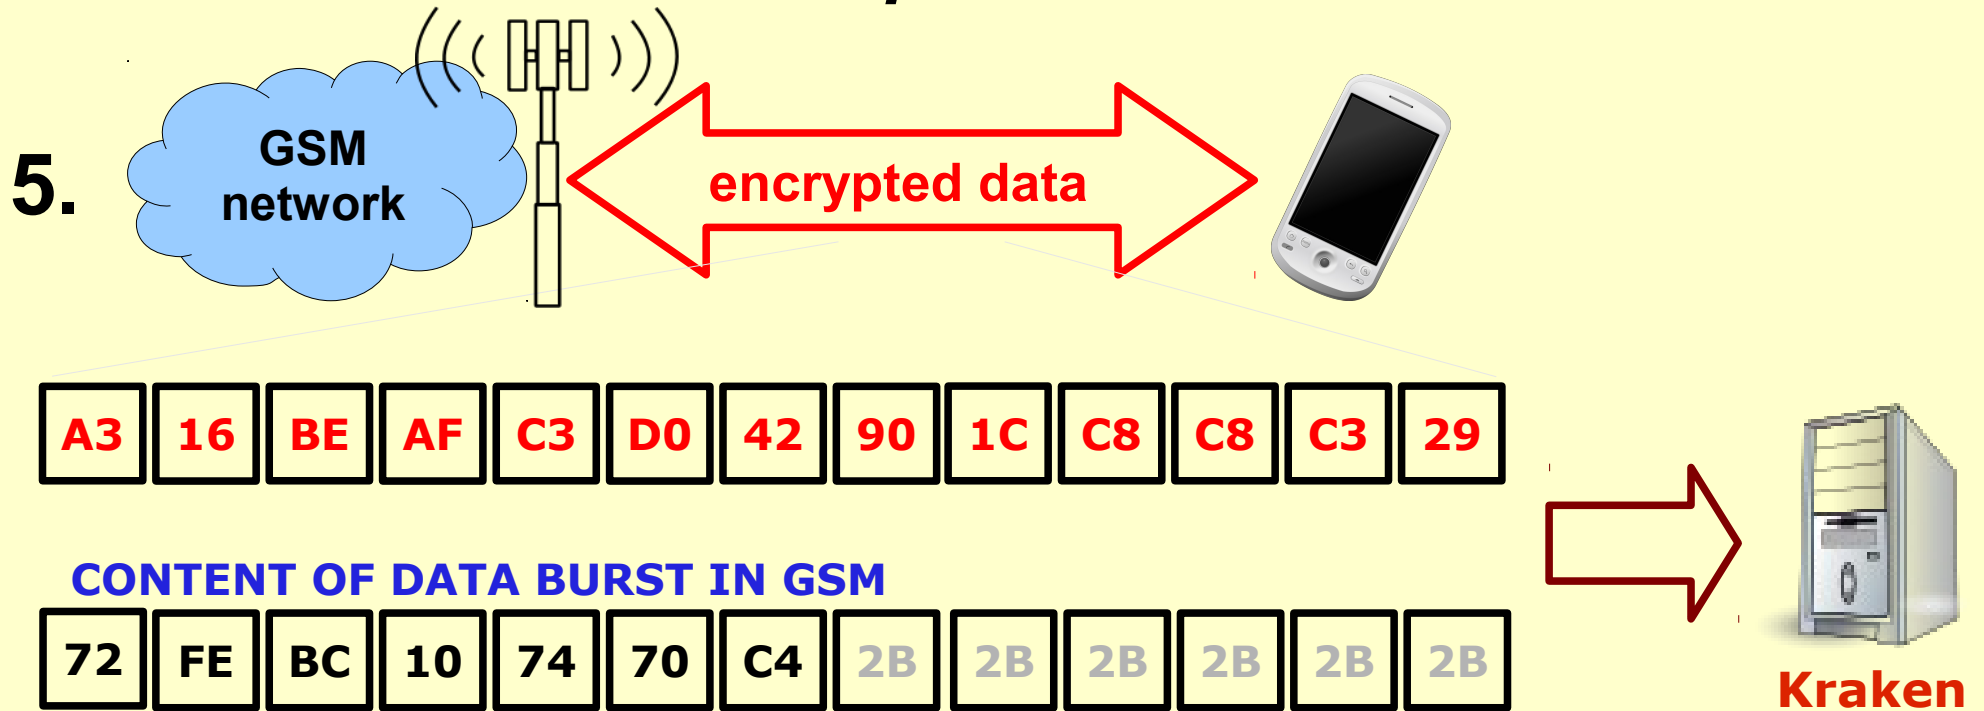 5.
GSM
network
encrypted data
A3 16 BE AF C3 D0 42 90 1C C8 C8 C3 29
CONTENT OF DATA BURST IN GSM
72 FE BC 10 74 70 C4 2B 2B 2B 2B 2B 2B
Kraken